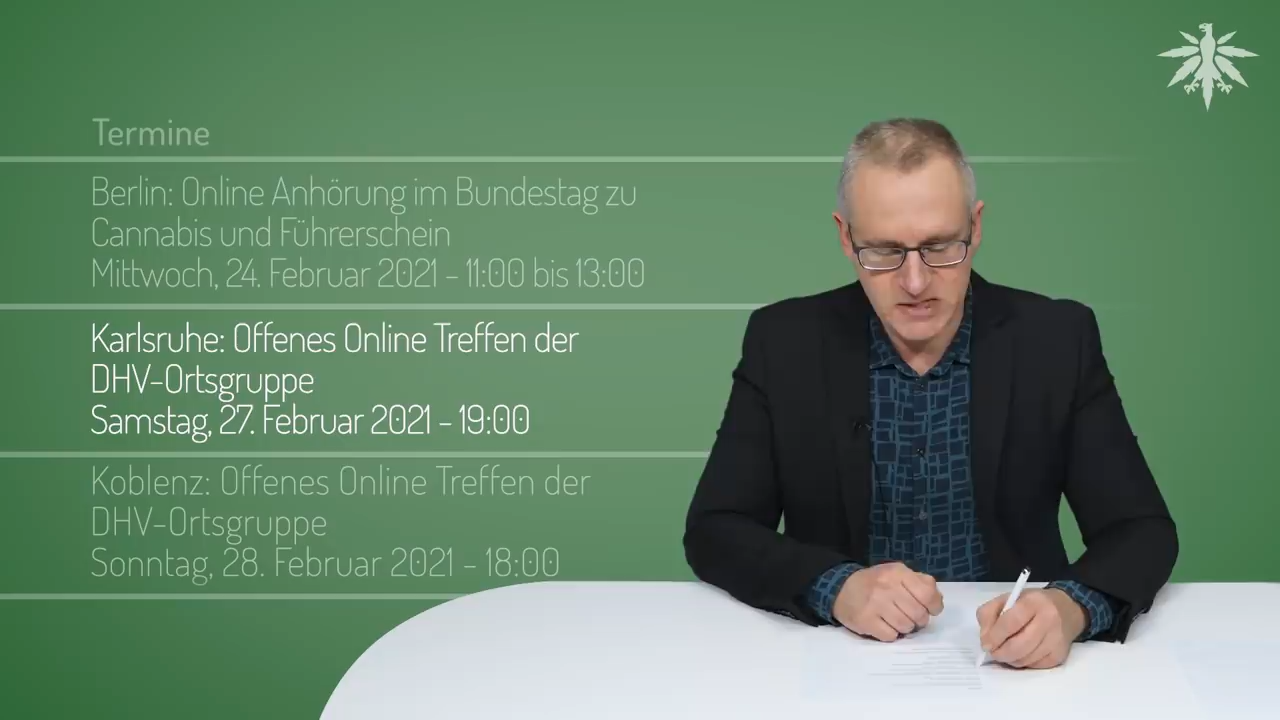 Termine
Berlin: Online Anhörung im Bundestag zu
Cannabis und Führerschein
Mittwoch, 24. Februar 2021 - 11:00 bis 13:00
Karlsruhe: Offenes Online Treffen der
DHV-Ortsgruppe
Samstag, 27. Februar 2021 - 19:00
Koblenz: Offenes Online Treffen der
DHV-Ortsgruppe
Sonntag, 28. Februar 2021 - 18:00